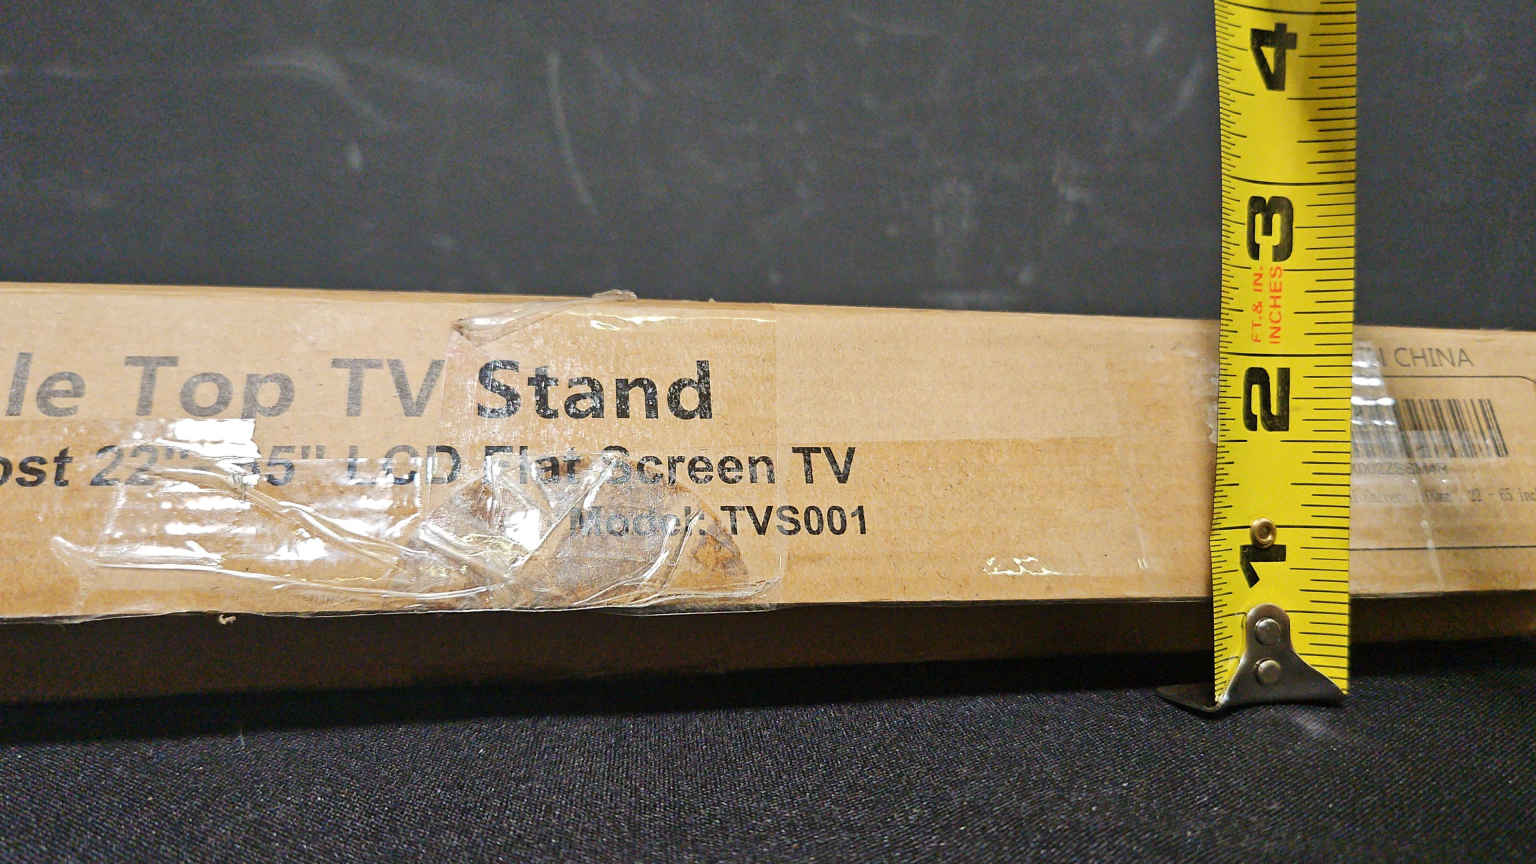 le Top TV Stand
ost 22" 65" LCD Flat Screen TV
Model: TVS001
4
3
FT.& IN.
INCHES
2
1
CHINA